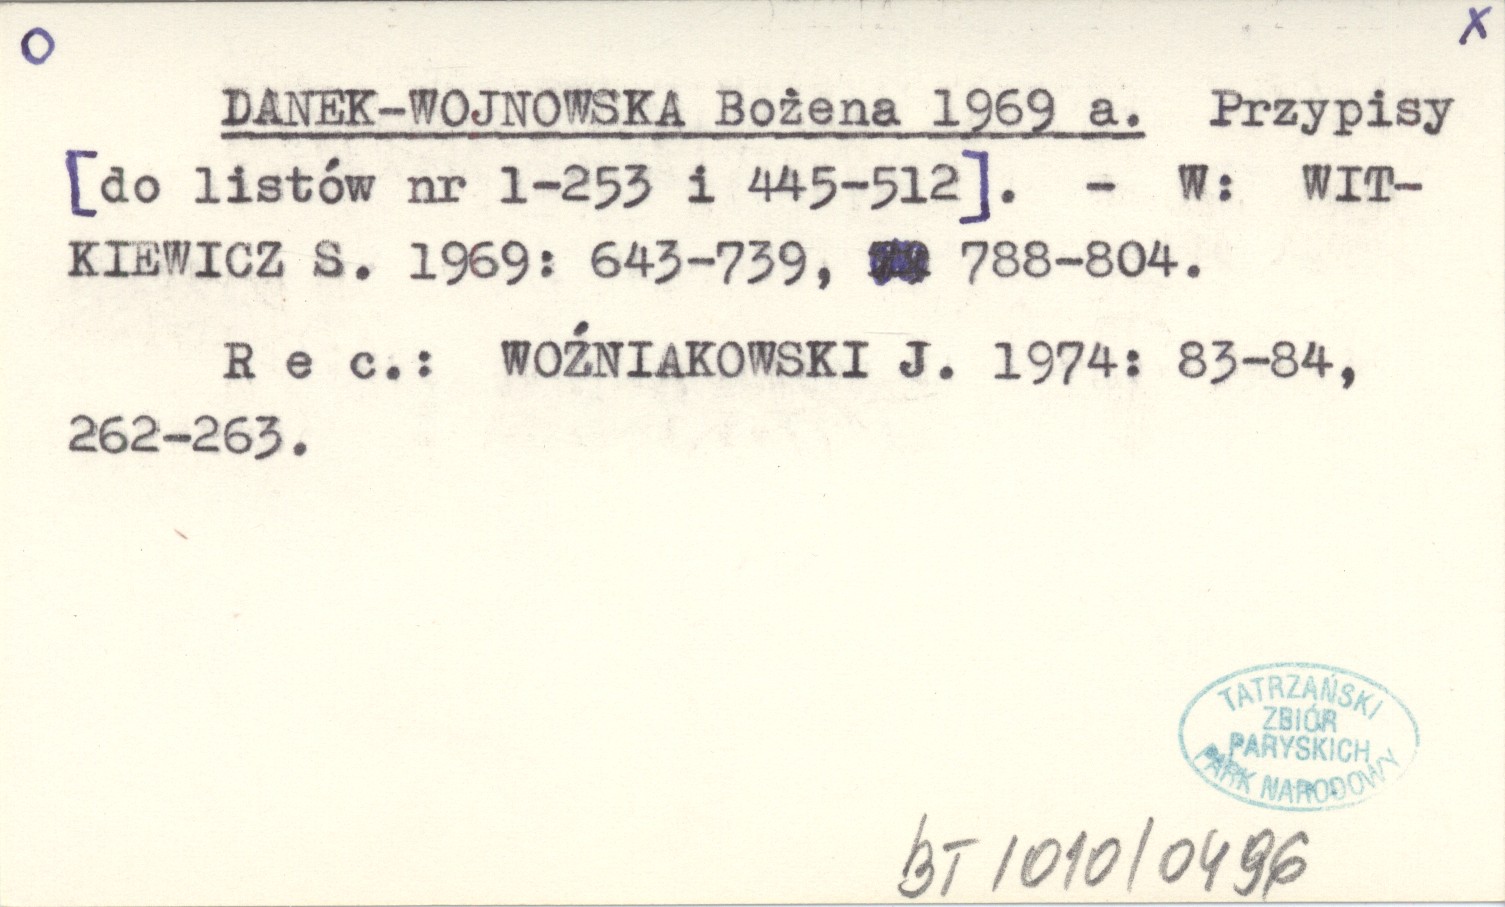 O X
DANEK-WOJNOWSKA Bożena 1969 a. Przypisy
[do listów nr 1-253 i 445-512]. - W: WIT-
KIEWICZ S. 1969: 643-739, 788-804.
R e c.: WOŹNIAKOWSKI J. 1974: 83-84,
262-263.
TATRZAŃSKI
ZBIÓR
PARYSKICH
PARK NARODOWY
BT/010/0496